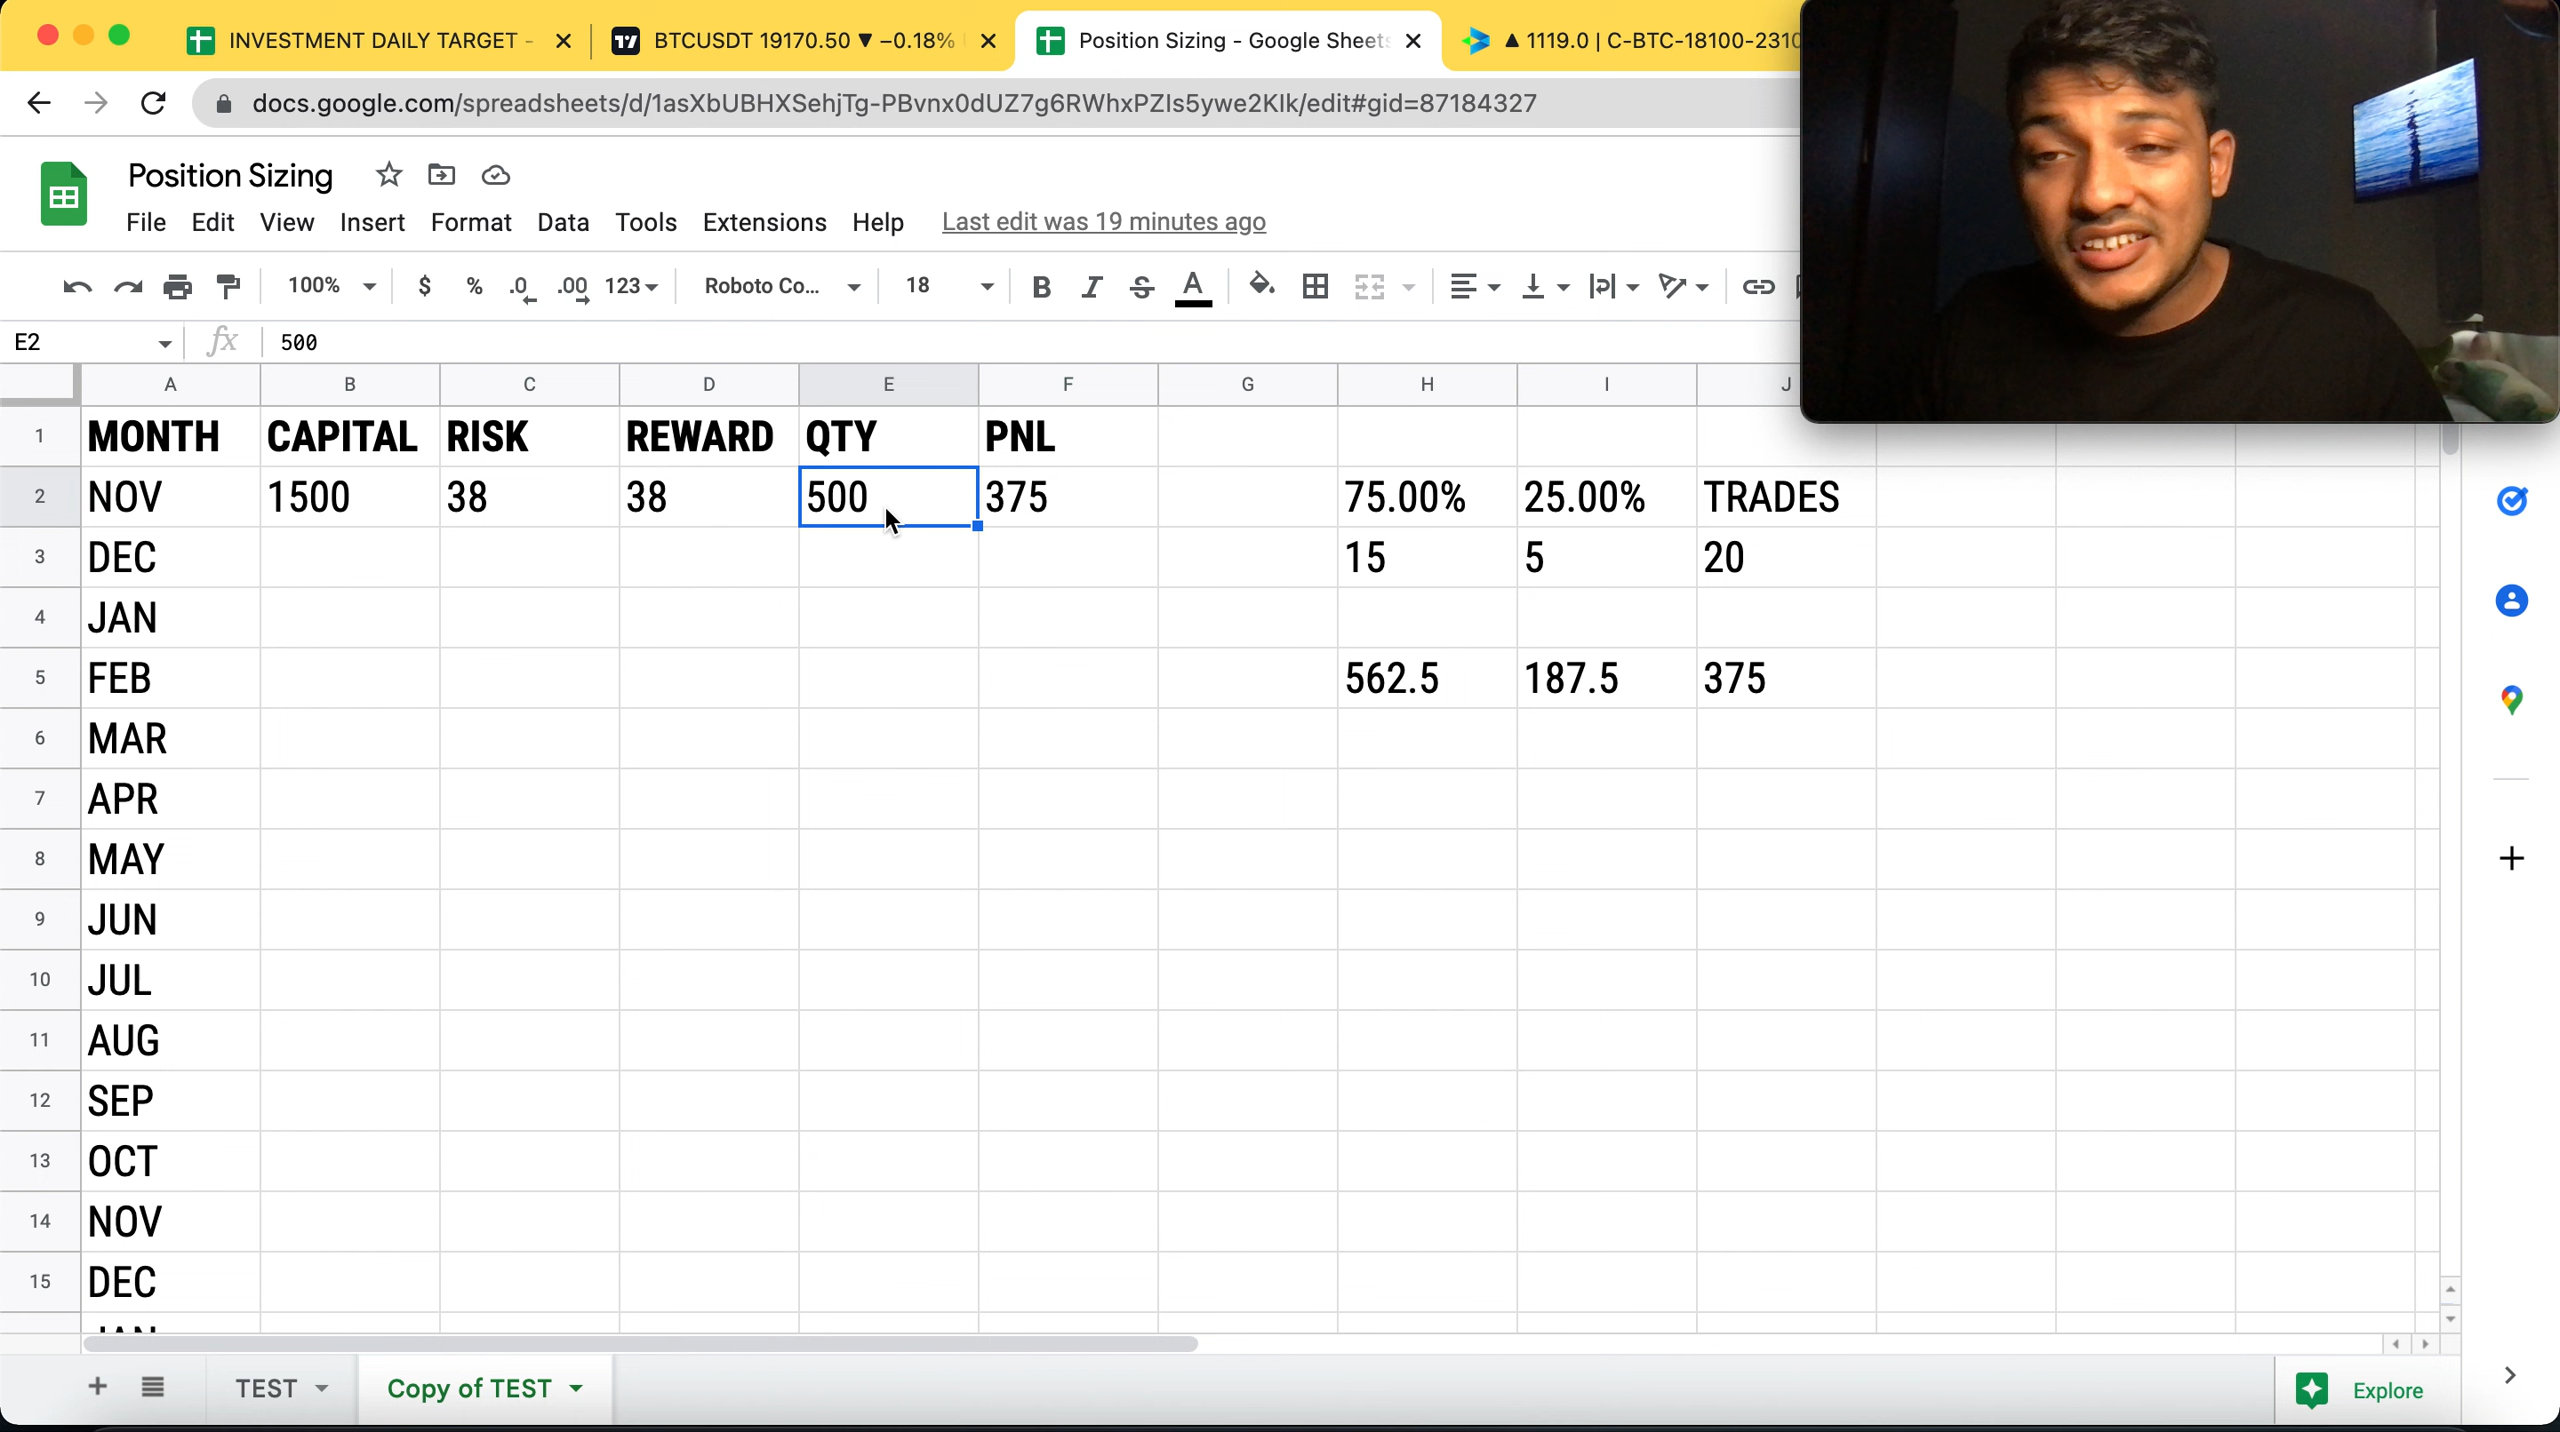 INVESTMENT DAILY TARGET -
BTCUSDT 19170.50 ▼ −0.18%
Position Sizing - Google Sheets
▲ 1119.0 | C-BTC-18100-2310
docs.google.com/spreadsheets/d/1asXbUBHXSehjTg-PBvnx0dUZ7g6RWhxPZIs5ywe2KIk/edit#gid=87184327
Position Sizing
File Edit View Insert Format Data Tools Extensions Help Last edit was 19 minutes ago
100% $ % .0 .00 123 Roboto Co... 18 B I S A
E2 fx 500
A B C D E F G H I J
1 MONTH CAPITAL RISK REWARD QTY PNL
2 NOV 1500 38 38 500 375 75.00% 25.00% TRADES
3 DEC 15 5 20
4 JAN
5 FEB 562.5 187.5 375
6 MAR
7 APR
8 MAY
9 JUN
10 JUL
11 AUG
12 SEP
13 OCT
14 NOV
15 DEC
JAN
TEST Copy of TEST Explore